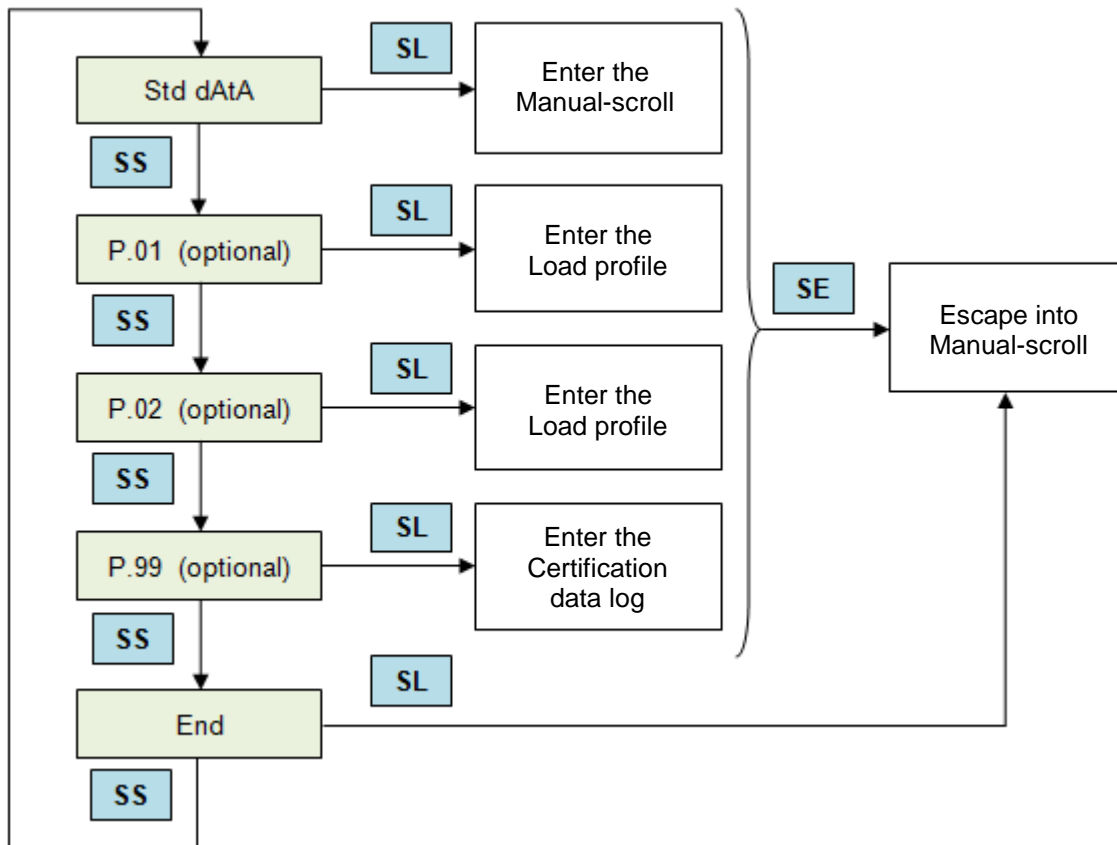 SL
Enter the
Manual-scroll
Std dAtA
SS
SL
Enter the
Load profile
P.01 (optional)
SE
Escape into
Manual-scroll
SS
SL
Enter the
Load profile
P.02 (optional)
SS
SL
Enter the
Certification
data log
P.99 (optional)
SS
SL
End
SS